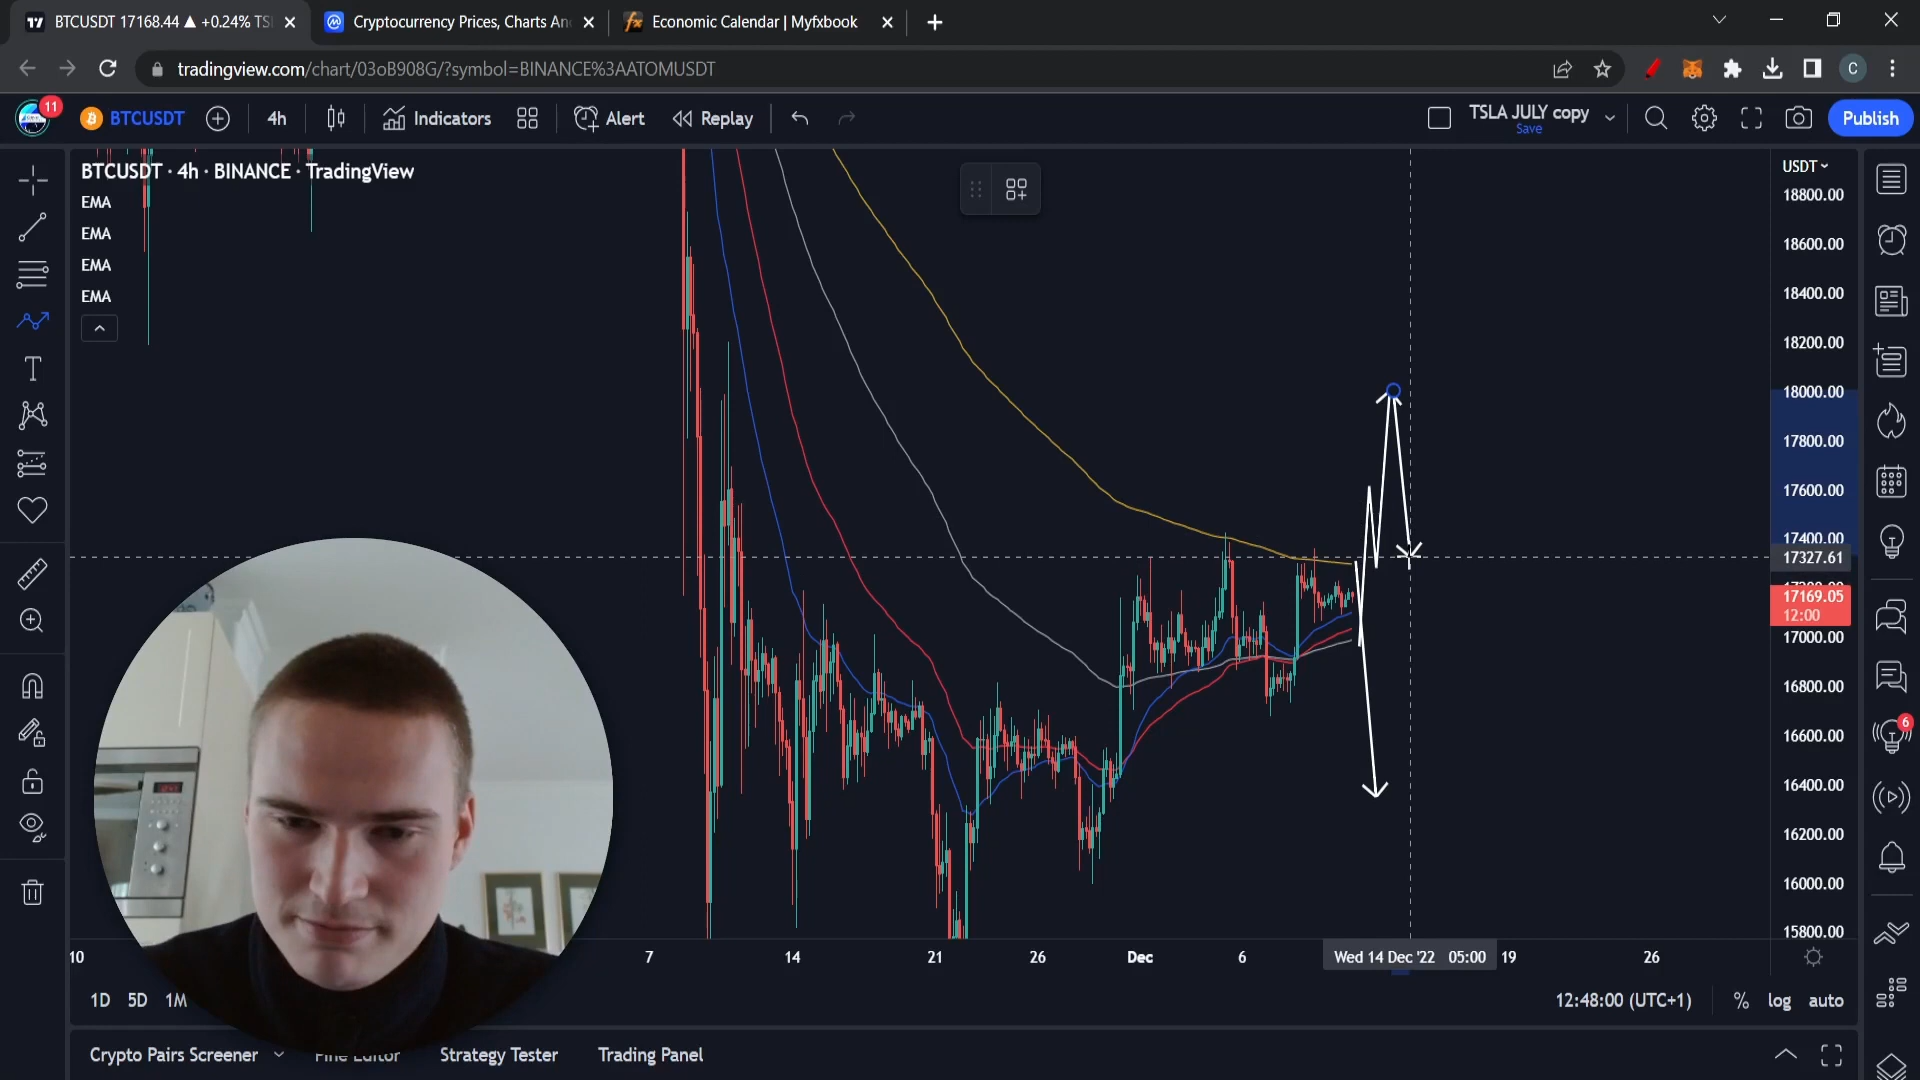 BTCUSDT 17168.44 ▲ +0.24% TSL
Cryptocurrency Prices, Charts An
Economic Calendar | Myfxbook
tradingview.com/chart/03oB908G/?symbol=BINANCE%3AATOMUSDT
C
11
BTCUSDT
4h
Indicators
Alert
Replay
TSLA JULY copy
Save
Publish
BTCUSDT · 4h · BINANCE · TradingView
EMA
EMA
EMA
EMA
USDT
18800.00
18600.00
18400.00
18200.00
18000.00
17800.00
17600.00
17400.00
17327.61
17169.05
12:00
17000.00
16800.00
16600.00
6
16400.00
16200.00
16000.00
15800.00
10
7
14
21
26
Dec
6
Wed 14 Dec '22 05:00
19
26
1D 5D 1M
12:48:00 (UTC+1)
% log auto
Crypto Pairs Screener
Pine Editor
Strategy Tester
Trading Panel